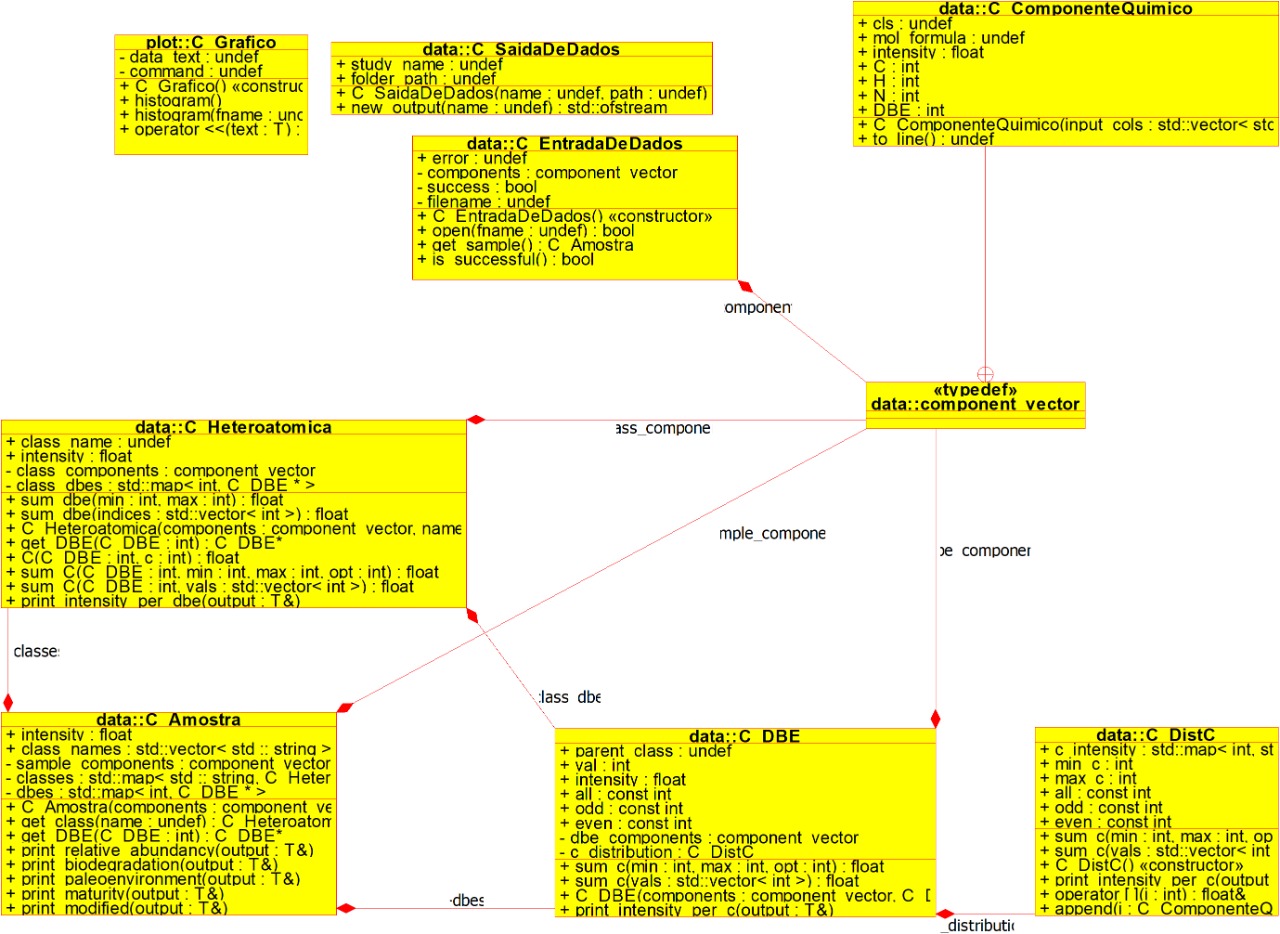 plot::C_Grafico
- data_text : undef
- command : undef
+ C_Grafico() «construc
+ histogram()
+ histogram(fname : und
+ operator <<(text : T) :
data::C_SaidaDeDados
+ study_name : undef
+ folder_path : undef
+ C_SaidaDeDados(name : undef, path : undef)
+ new_output(name : undef) : std::ofstream
data::C_ComponenteQuimico
+ cls : undef
+ mol_formula : undef
+ intensity : float
+ C : int
+ H : int
+ N : int
+ DBE : int
+ C_ComponenteQuimico(input_cols : std::vector< std
+ to_line() : undef
data::C_EntradaDeDados
+ error : undef
- components : component_vector
- success : bool
- filename : undef
+ C_EntradaDeDados() «constructor»
+ open(fname : undef) : bool
+ get_sample() : C_Amostra
+ is_successful() : bool
omponen
«typedef»
data::component_vector
data::C_Heteroatomica
+ class_name : undef
+ intensity : float
- class_components : component_vector
- class_dbes : std::map< int, C_DBE * >
+ sum_dbe(min : int, max : int) : float
+ sum_dbe(indices : std::vector< int >) : float
+ C_Heteroatomica(components : component_vector, name
+ get_DBE(C_DBE : int) : C_DBE*
+ C(C_DBE : int, c : int) : float
+ sum_C(C_DBE : int, min : int, max : int, opt : int) : float
+ sum_C(C_DBE : int, vals : std::vector< int >) : float
+ print_intensity_per_dbe(output : T&)
ass_compone
mple_compone
be_componer
classe
lass_dbe
data::C_Amostra
+ intensity : float
+ class_names : std::vector< std :: string >
- sample_components : component_vector
- classes : std::map< std :: string, C_Heter
- dbes : std::map< int, C_DBE * >
+ C_Amostra(components : component_ve
+ get_class(name : undef) : C_Heteroatom
+ get_DBE(C_DBE : int) : C_DBE*
+ print_relative_abundancy(output : T&)
+ print_biodegradation(output : T&)
+ print_paleoenvironment(output : T&)
+ print_maturity(output : T&)
+ print_modified(output : T&)
-dbes
data::C_DBE
+ parent_class : undef
+ val : int
+ intensity : float
+ all : const int
+ odd : const int
+ even : const int
- dbe_components : component_vector
- c_distribution : C_DistC
+ sum_c(min : int, max : int, opt : int) : float
+ sum_c(vals : std::vector< int >) : float
+ C_DBE(components : component_vector, C_[
+ print_intensity_per_c(output : T&)
_distributi
data::C_DistC
+ c_intensity : std::map< int, st
+ min_c : int
+ max_c : int
+ all : const int
+ odd : const int
+ even : const int
+ sum_c(min : int, max : int, op
+ sum_c(vals : std::vector< int
+ C_DistC() «constructor»
+ print_intensity_per_c(output
+ operator [ ](i : int) : float&
+ append(i : C_ComponenteQ